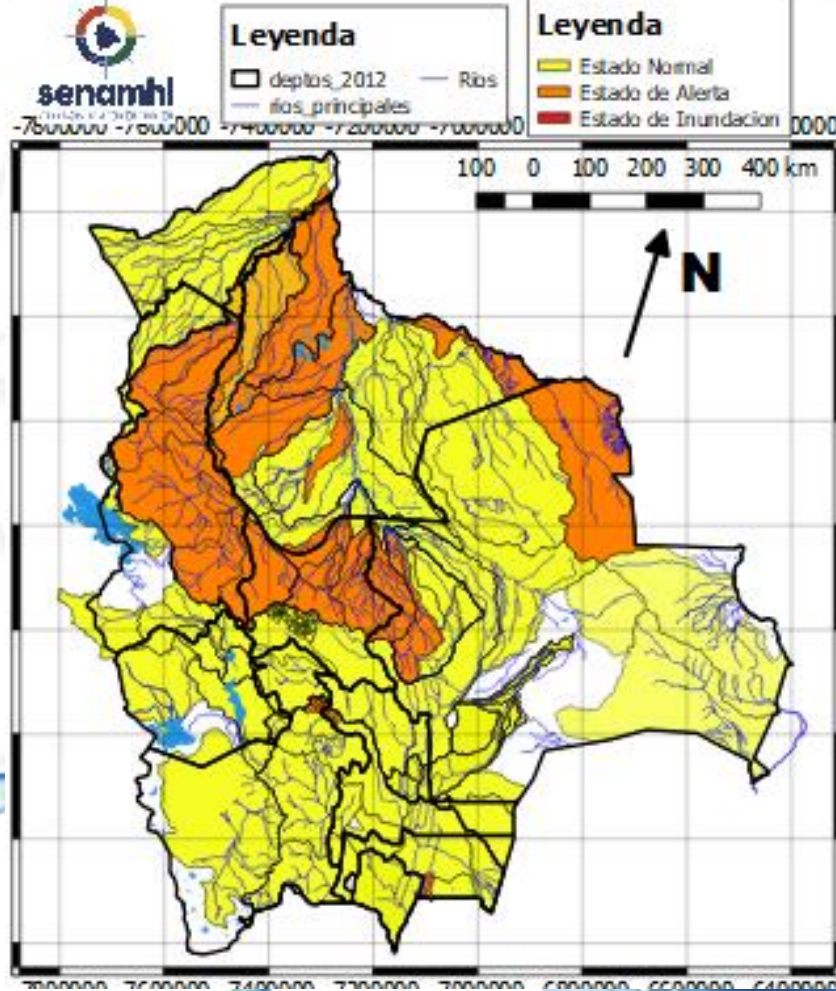 senamhi
Leyenda
deptos_2012
Rios
rios_principales
Leyenda
Estado Normal
Estado de Alerta
Estado de Inundacion
-7600000 -7400000 -7200000 -7000000
100 0 100 200 300 400 km
N